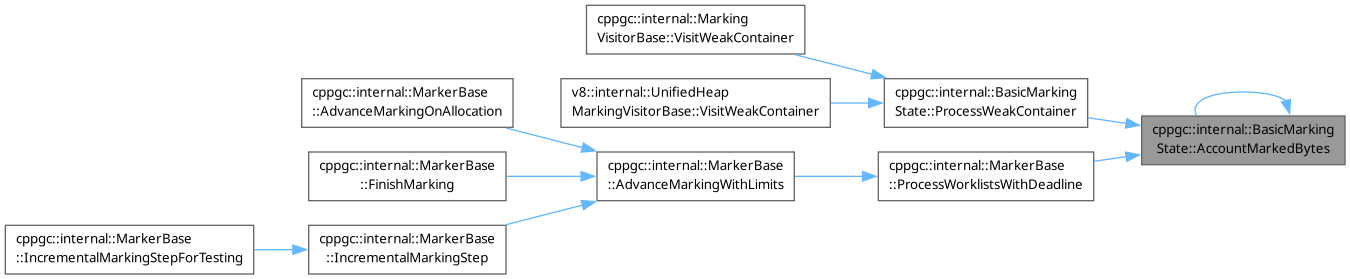 cppgc::internal::Marking
VisitorBase::VisitWeakContainer
cppgc::internal::MarkerBase
::AdvanceMarkingOnAllocation
v8::internal::UnifiedHeap
MarkingVisitorBase::VisitWeakContainer
cppgc::internal::BasicMarking
State::ProcessWeakContainer
cppgc::internal::BasicMarking
State::AccountMarkedBytes
cppgc::internal::MarkerBase
::FinishMarking
cppgc::internal::MarkerBase
::AdvanceMarkingWithLimits
cppgc::internal::MarkerBase
::ProcessWorklistsWithDeadline
cppgc::internal::MarkerBase
::IncrementalMarkingStepForTesting
cppgc::internal::MarkerBase
::IncrementalMarkingStep